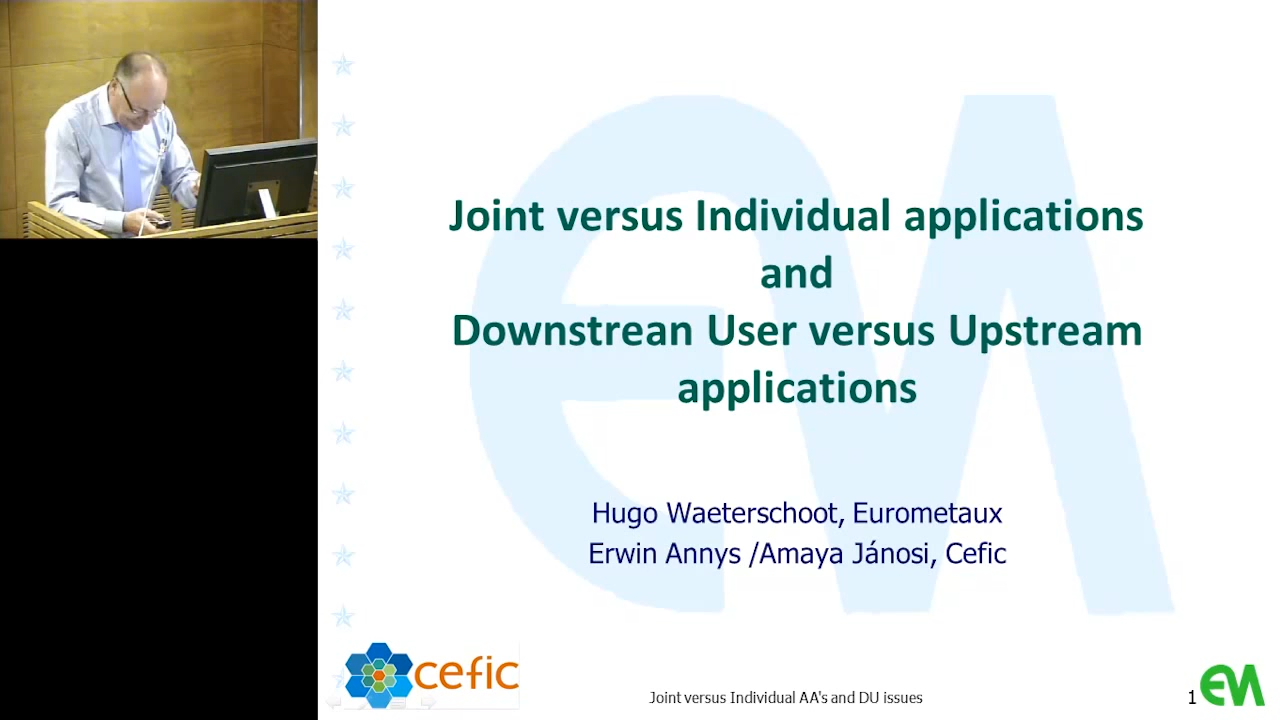 Joint versus Individual applications
and
Downstrean User versus Upstream
applications
Hugo Waeterschoot, Eurometaux
Erwin Annys /Amaya Jánosi, Cefic
cefic
Joint versus Individual AA's and DU issues
1
EM